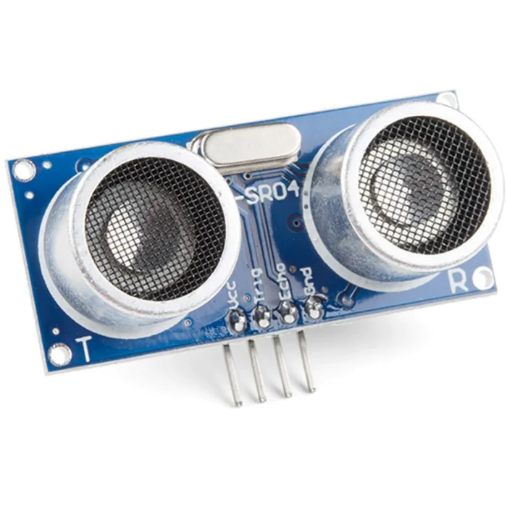 -SR04
Vcc
Trig
Echo
Gnd
T
R